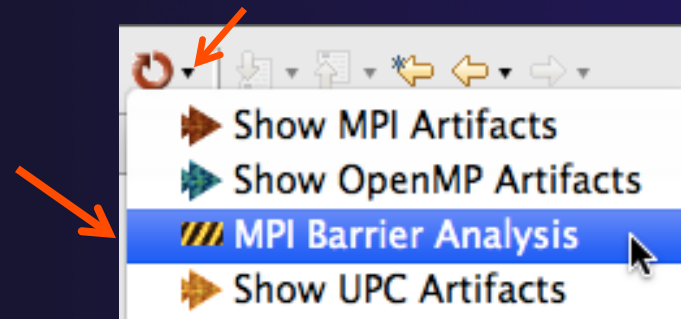 Show MPI Artifacts
Show OpenMP Artifacts
MPI Barrier Analysis
Show UPC Artifacts